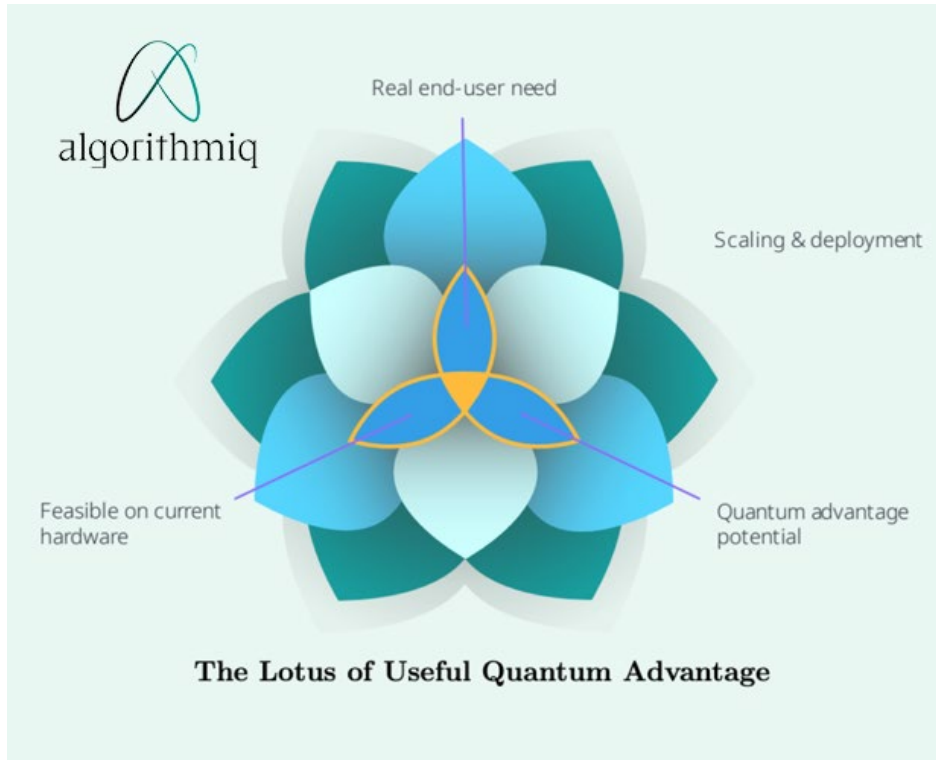 Real end-user need
algorithmiq
Scaling & deployment
Feasible on current
hardware
Quantum advantage
potential
The Lotus of Useful Quantum Advantage